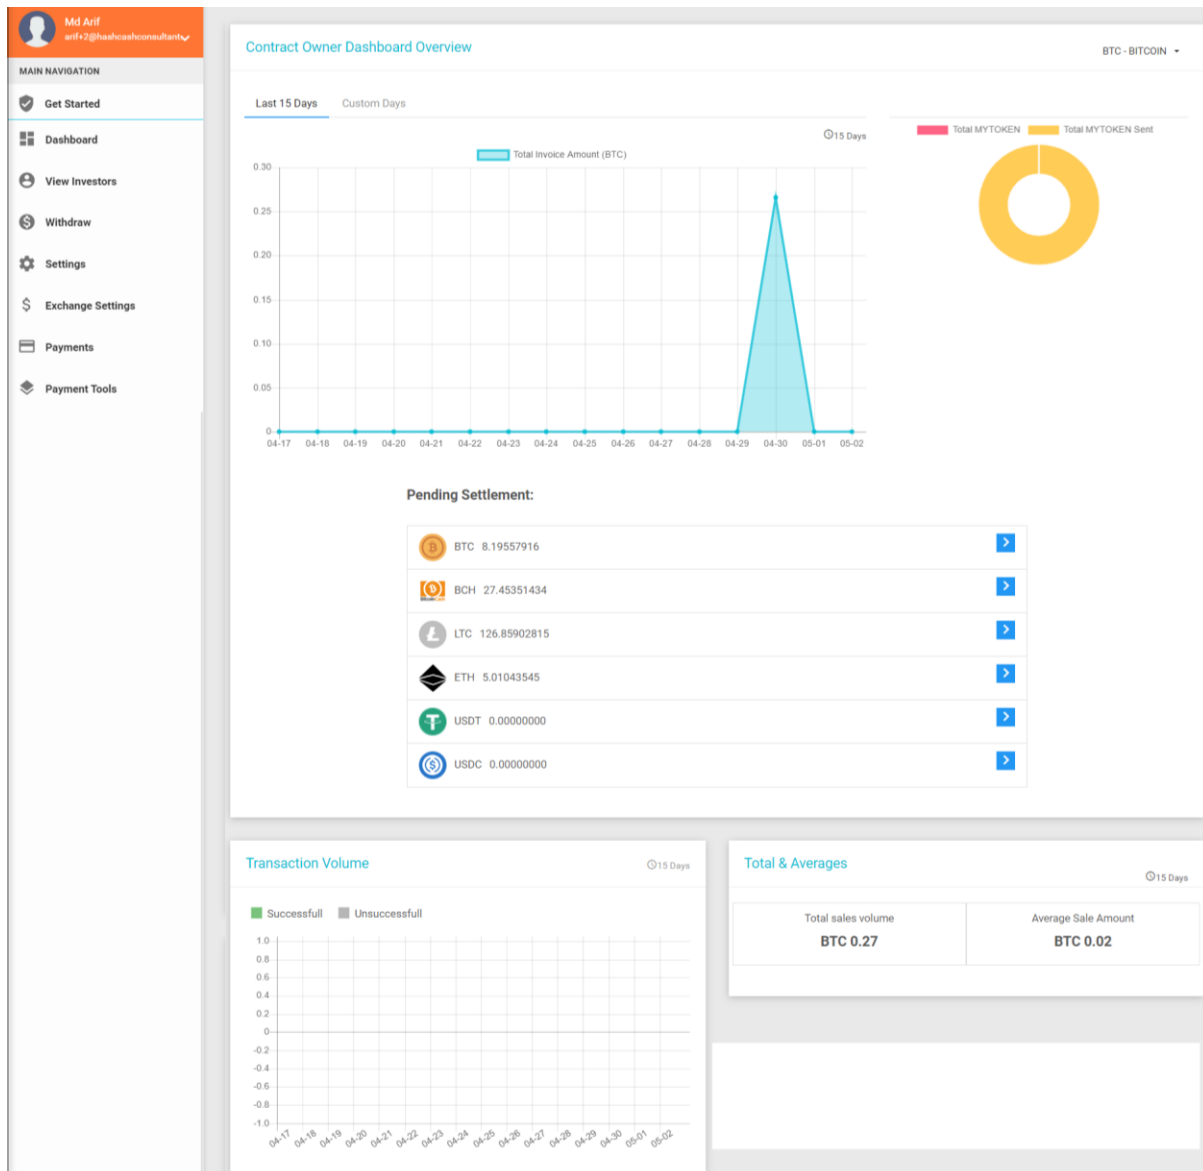 Md Arif
arif+2@hashcashconsultant
MAIN NAVIGATION
Get Started
Dashboard
View Investors
Withdraw
Settings
Exchange Settings
Payments
Payment Tools
Contract Owner Dashboard Overview
BTC - BITCOIN
Last 15 Days Custom Days
15 Days
Total Invoice Amount (BTC)
0.30
0.25
0.20
0.15
0.10
0.05
0
04-17 04-18 04-19 04-20 04-21 04-22 04-23 04-24 04-25 04-26 04-27 04-28 04-29 04-30 05-01 05-02
Total MYTOKEN Total MYTOKEN Sent
Pending Settlement:
BTC 8.19557916
BCH 27.45351434
LTC 126.85902815
ETH 5.01043545
USDT 0.00000000
USDC 0.00000000
Transaction Volume
15 Days
Successfull Unsuccessfull
1.0
0.8
0.6
0.4
0.2
0
-0.2
-0.4
-0.6
-0.8
-1.0
04-17 04-18 04-19 04-20 04-21 04-22 04-23 04-24 04-25 04-26 04-27 04-28 04-29 04-30 05-01 05-02
Total & Averages
15 Days
Total sales volume
BTC 0.27
Average Sale Amount
BTC 0.02